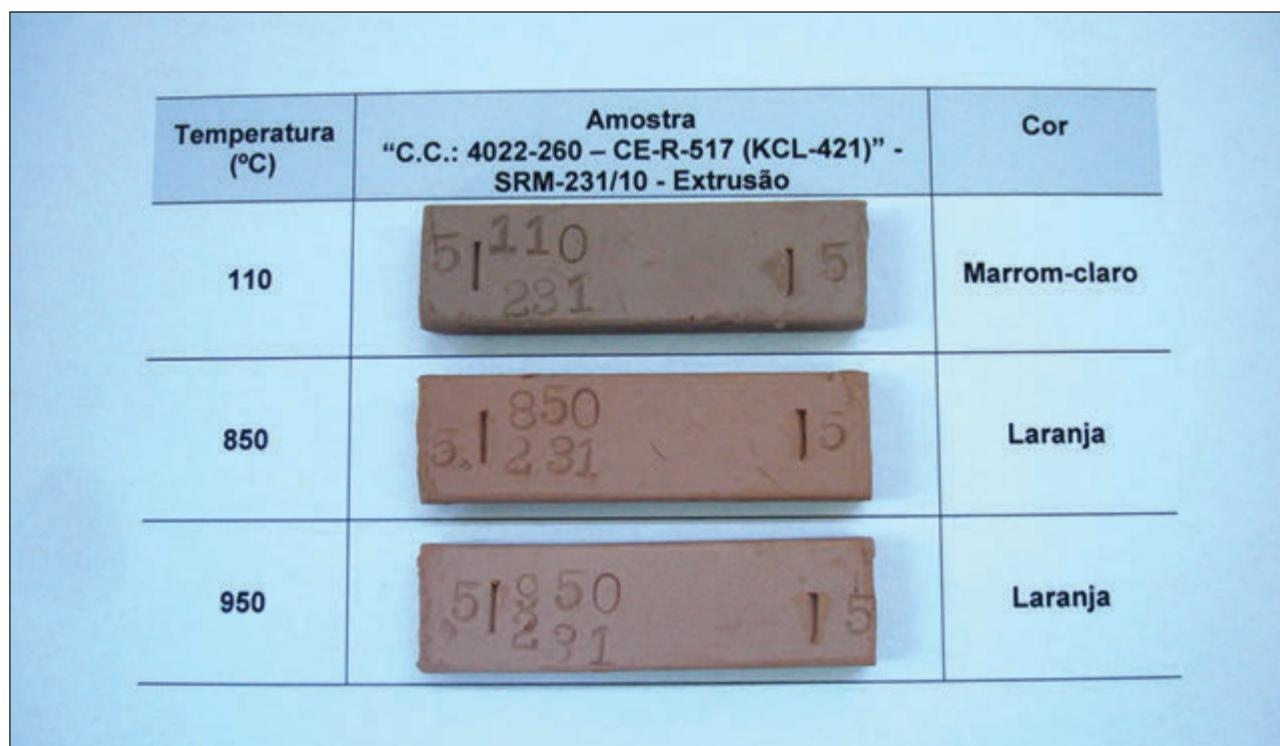 Temperatura
(ºC)
Amostra
“C.C.: 4022-260 – CE-R-517 (KCL-421)” -
SRM-231/10 - Extrusão
Cor
110
5 110 5
231
Marrom-claro
850
850
5. 231 5
Laranja
950
5 950 5
231
Laranja